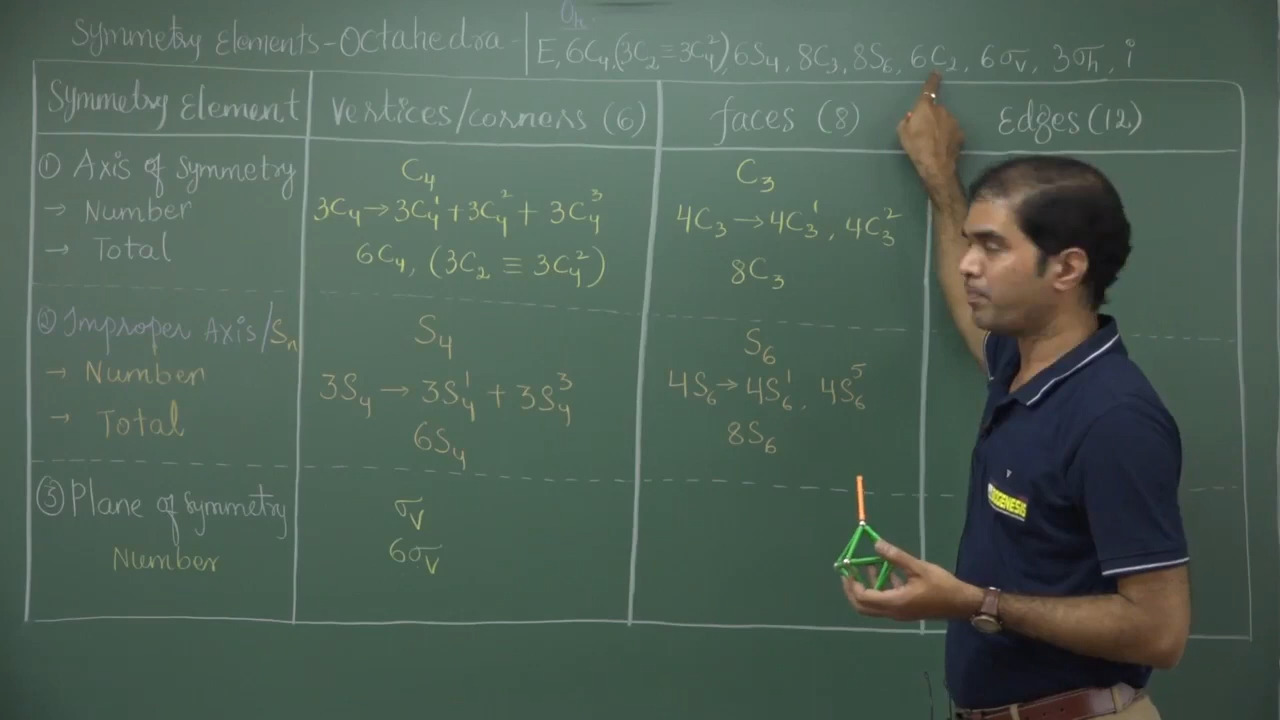 Oh
Symmetry Elements-Octahedra-
E, 6C₄, (3C₂=3C₄²), 6S₄, 8C₃, 8S₆, 6C₂, 6σᵥ, 3σₕ, i
Symmetry Element
Vertices/corners (6)
faces (8)
Edges (12)
① Axis of Symmetry
→ Number
→ Total
C₄
3C₄ → 3C₄¹ + 3C₄² + 3C₄³
6C₄, (3C₂ ≡ 3C₄²)
C₃
4C₃ → 4C₃¹, 4C₃²
8C₃
② Improper Axis/Sₙ
→ Number
→ Total
S₄
3S₄ → 3S₄¹ + 3S₄³
6S₄
S₆
4S₆ → 4S₆¹, 4S₆⁵
8S₆
③ Plane of Symmetry
Number
σᵥ
6σᵥ